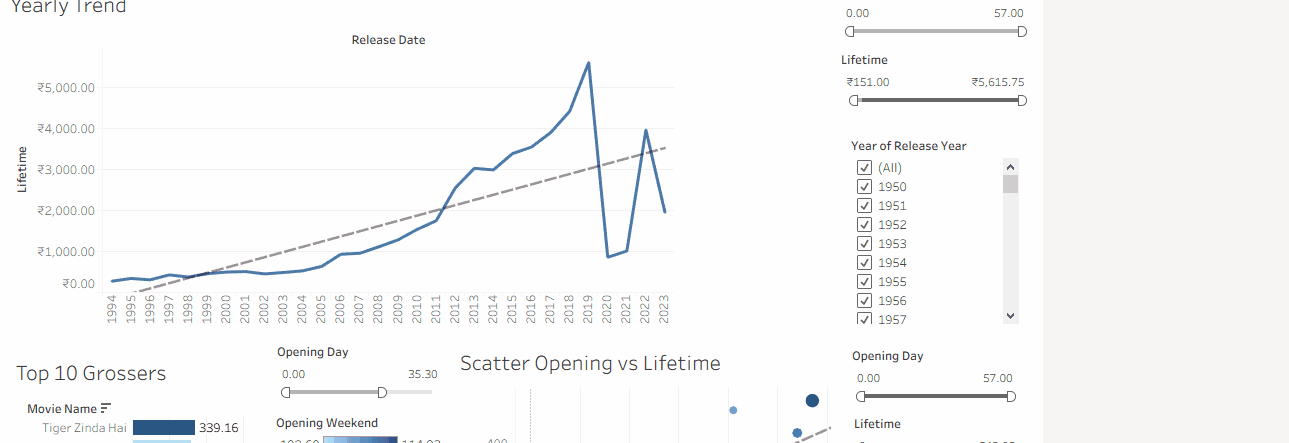 Yearly Trend
Release Date
Lifetime
₹5,000.00
₹4,000.00
₹3,000.00
₹2,000.00
₹1,000.00
₹0.00
1994 1995 1996 1997 1998 1999 2000 2001 2002 2003 2004 2005 2006 2007 2008 2009 2010 2011 2012 2013 2014 2015 2016 2017 2018 2019 2020 2021 2022 2023
0.00 57.00
Lifetime
₹151.00 ₹5,615.75
Year of Release Year
(All)
1950
1951
1952
1953
1954
1955
1956
1957
Top 10 Grossers
Movie Name
Tiger Zinda Hai 339.16
Opening Day
0.00 35.30
Opening Weekend
Scatter Opening vs Lifetime
400
Opening Day
0.00 57.00
Lifetime